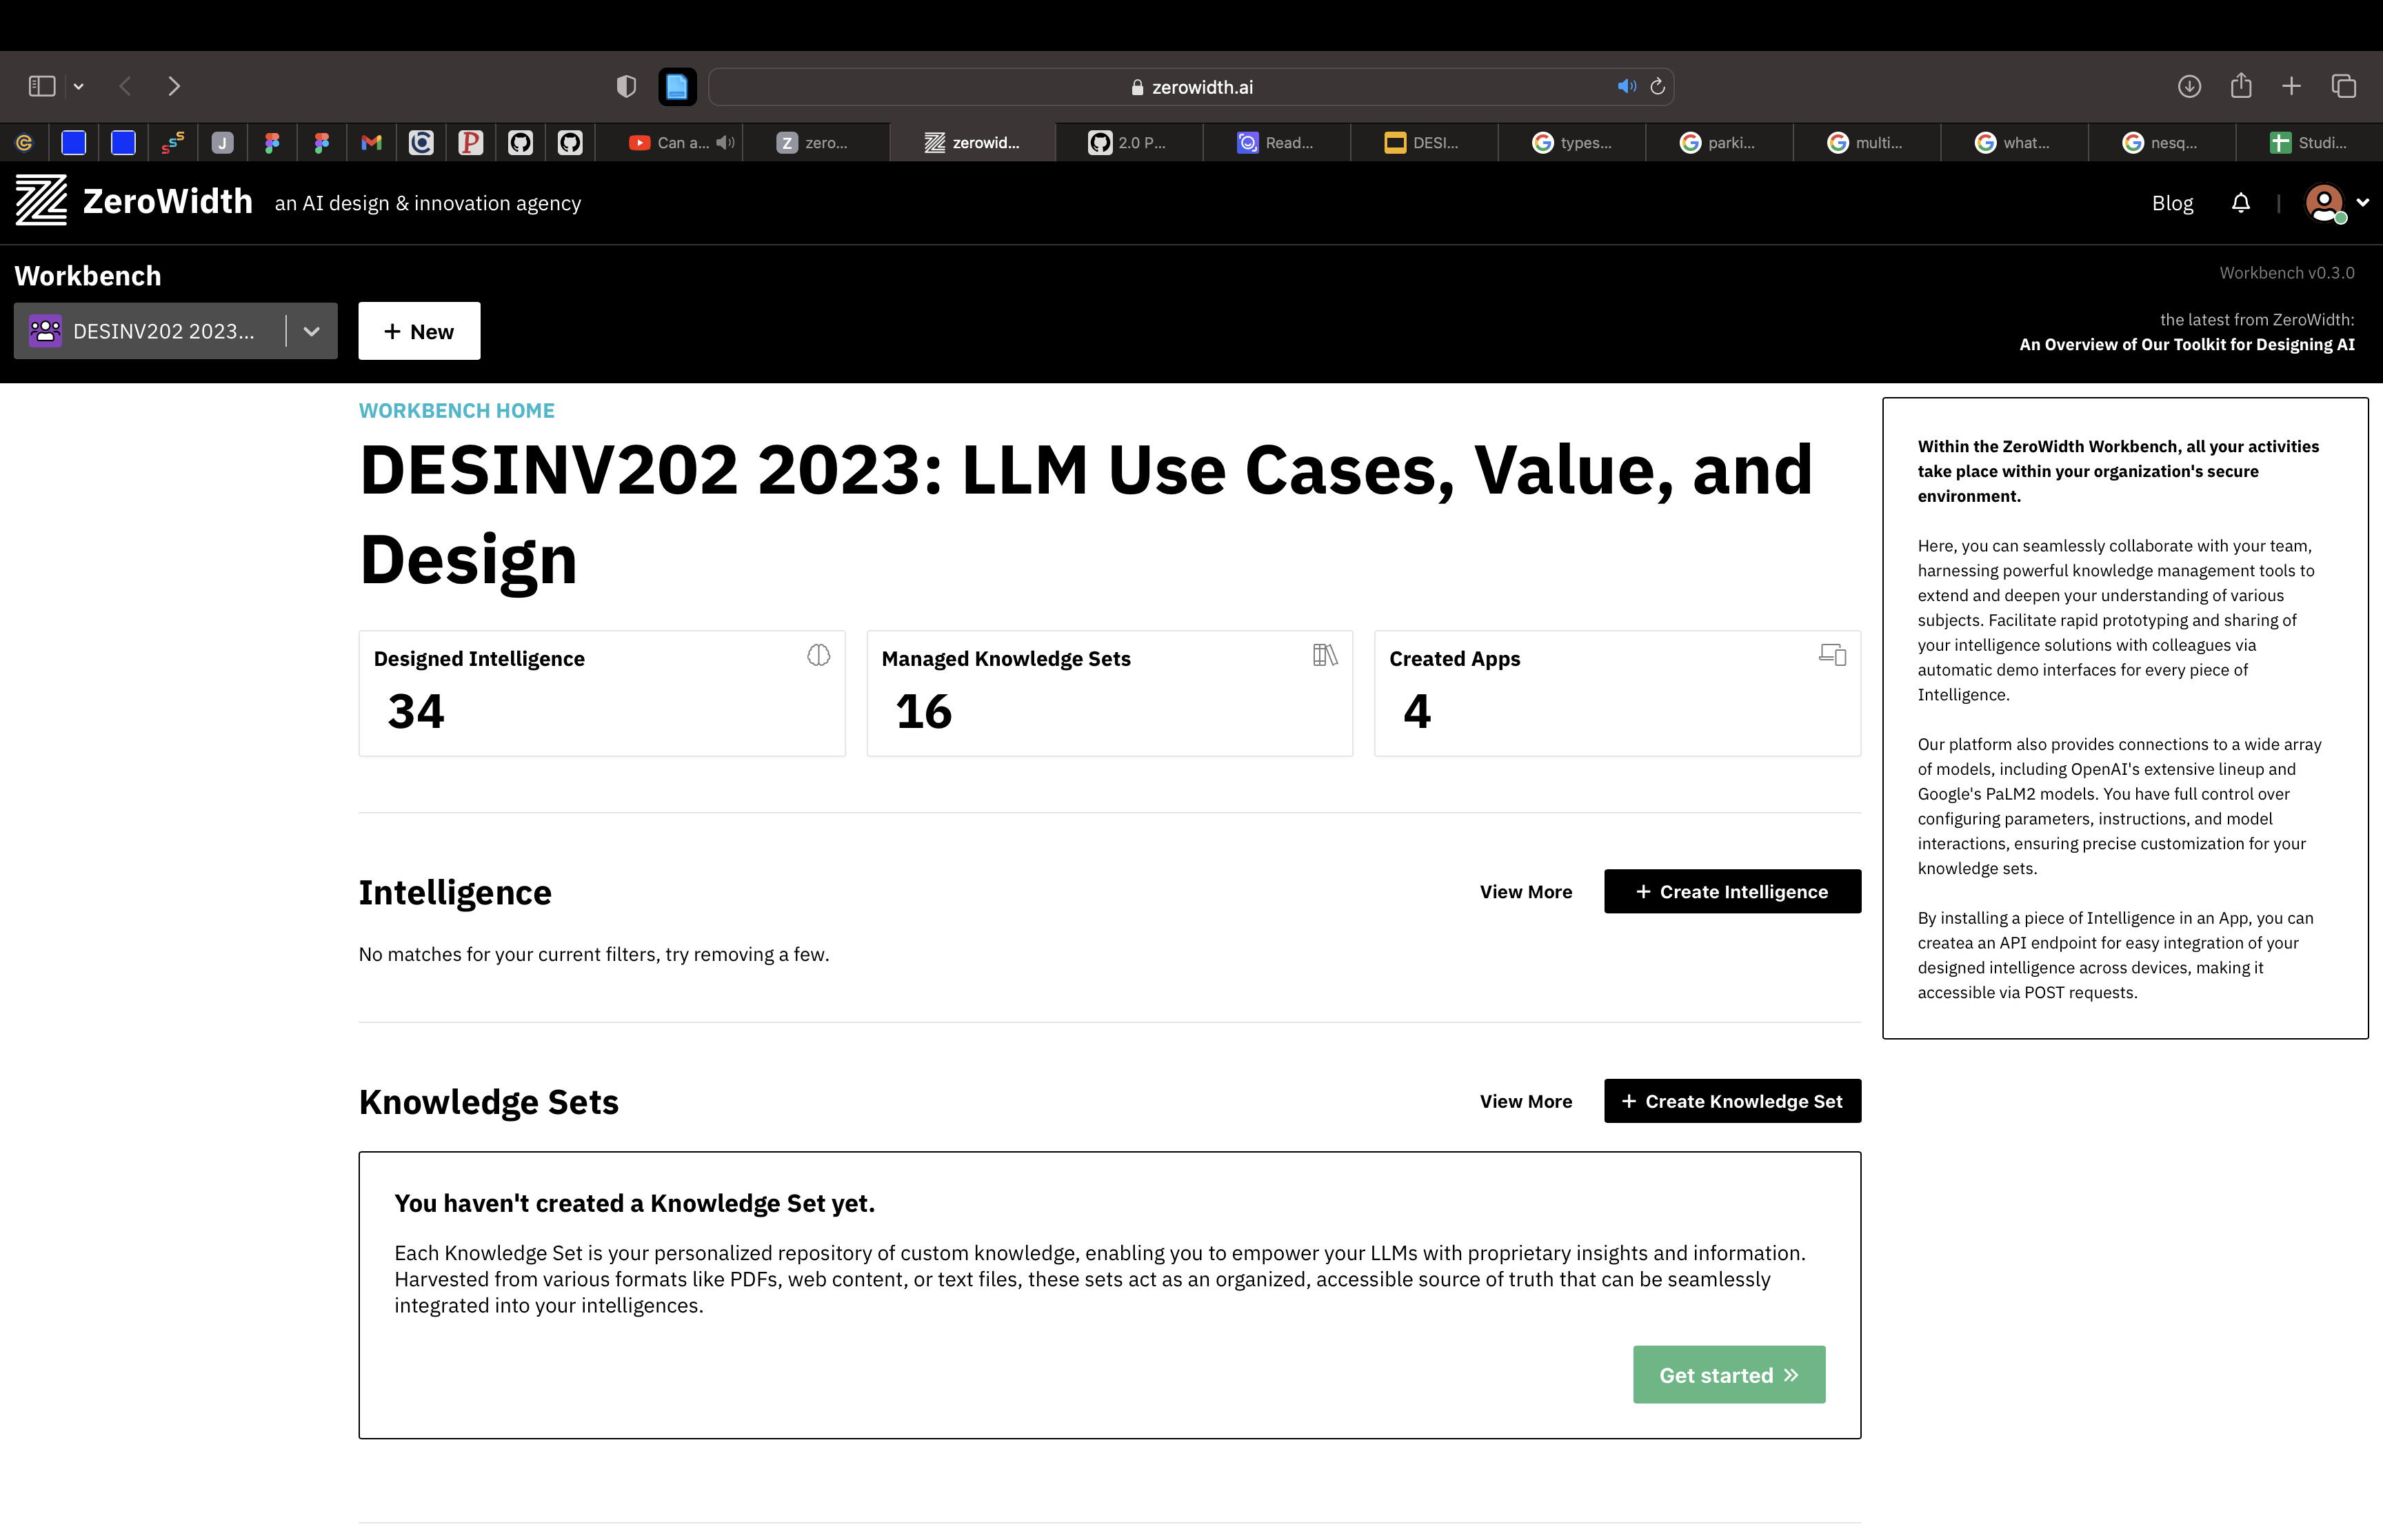 zerowidth.ai
J
Can a...
Z
zero...
zerowid...
2.0 P...
Read...
DESI...
types...
parki...
multi...
what...
nesq...
Studi...
ZeroWidth an AI design & innovation agency
Blog
Workbench
Workbench v0.3.0
DESINV202 2023...
+ New
the latest from ZeroWidth:
An Overview of Our Toolkit for Designing AI
WORKBENCH HOME
DESINV202 2023: LLM Use Cases, Value, and
Design
Designed Intelligence
34
Managed Knowledge Sets
16
Created Apps
4
Intelligence
View More
+ Create Intelligence
No matches for your current filters, try removing a few.
Knowledge Sets
View More
+ Create Knowledge Set
You haven't created a Knowledge Set yet.
Each Knowledge Set is your personalized repository of custom knowledge, enabling you to empower your LLMs with proprietary insights and information.
Harvested from various formats like PDFs, web content, or text files, these sets act as an organized, accessible source of truth that can be seamlessly
integrated into your intelligences.
Get started »
Within the ZeroWidth Workbench, all your activities
take place within your organization's secure
environment.
Here, you can seamlessly collaborate with your team,
harnessing powerful knowledge management tools to
extend and deepen your understanding of various
subjects. Facilitate rapid prototyping and sharing of
your intelligence solutions with colleagues via
automatic demo interfaces for every piece of
Intelligence.
Our platform also provides connections to a wide array
of models, including OpenAI's extensive lineup and
Google's PaLM2 models. You have full control over
configuring parameters, instructions, and model
interactions, ensuring precise customization for your
knowledge sets.
By installing a piece of Intelligence in an App, you can
createa an API endpoint for easy integration of your
designed intelligence across devices, making it
accessible via POST requests.